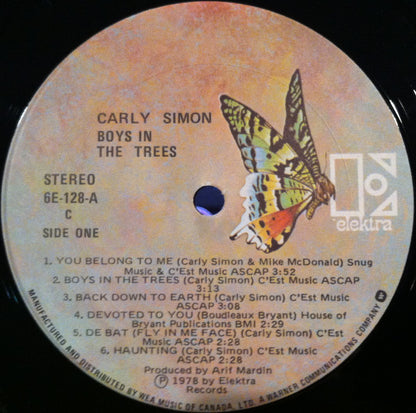 CARLY SIMON
BOYS IN
THE TREES
STEREO
6E-128-A
C
SIDE ONE
elektra
1. YOU BELONG TO ME (Carly Simon & Mike McDonald) Snug
Music & C'Est Music ASCAP 3:52
2. BOYS IN THE TREES (Carly Simon) C'Est Music ASCAP
3:13
3. BACK DOWN TO EARTH (Carly Simon) C'Est Music
ASCAP 3:08
4. DEVOTED TO YOU (Boudleaux Bryant) House of
Bryant Publications BMI 2:29
5. DE BAT (FLY IN ME FACE) (Carly Simon) C'Est Music
ASCAP 2:28
6. HAUNTING (Carly Simon) C'Est Music ASCAP
2:28
Produced by Arif Mardin
Ⓟ 1978 by Elektra
Records
MANUFACTURED AND DISTRIBUTED BY WEA MUSIC OF CANADA, LTD. A WARNER COMMUNICATIONS COMPANY